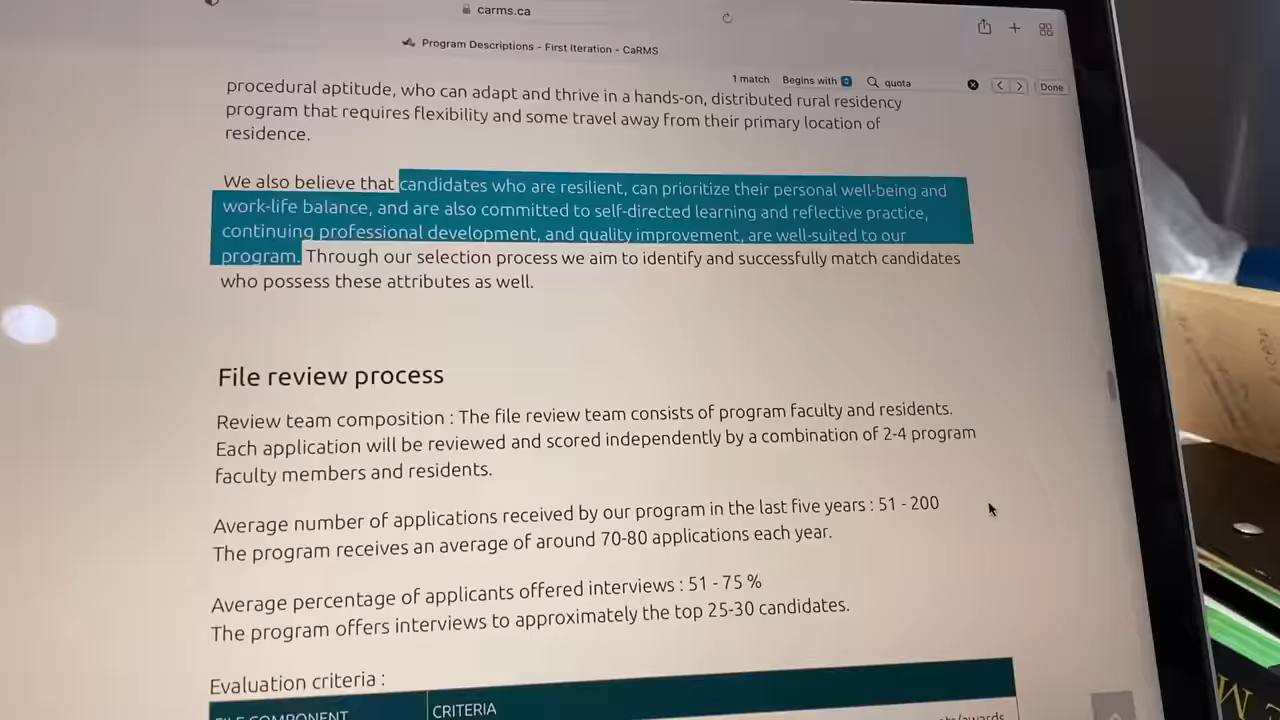 carms.ca
Program Descriptions - First Iteration - CaRMS
1 match Begins with quota Done
procedural aptitude, who can adapt and thrive in a hands-on, distributed rural residency
program that requires flexibility and some travel away from their primary location of
residence.
We also believe that candidates who are resilient, can prioritize their personal well-being and
work-life balance, and are also committed to self-directed learning and reflective practice,
continuing professional development, and quality improvement, are well-suited to our
program. Through our selection process we aim to identify and successfully match candidates
who possess these attributes as well.
File review process
Review team composition : The file review team consists of program faculty and residents.
Each application will be reviewed and scored independently by a combination of 2-4 program
faculty members and residents.
Average number of applications received by our program in the last five years : 51 - 200
The program receives an average of around 70-80 applications each year.
Average percentage of applicants offered interviews : 51 - 75 %
The program offers interviews to approximately the top 25-30 candidates.
Evaluation criteria :
FILE COMPONENT CRITERIA